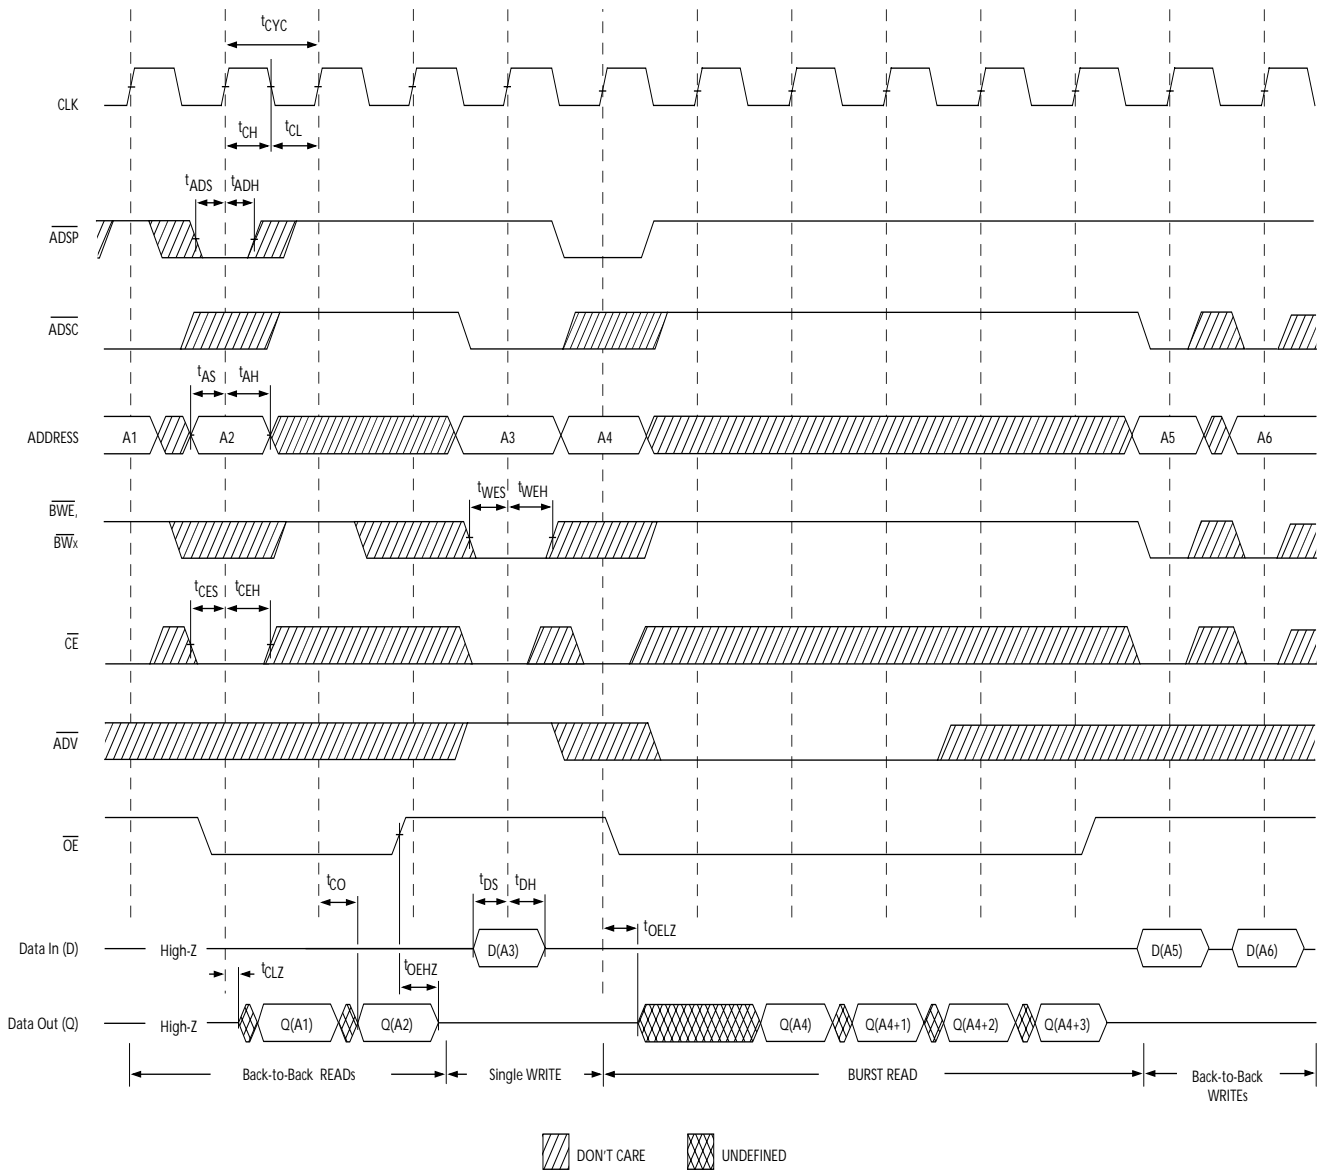 tCYC
CLK
tCH
tCL
tADS
tADH
ADSP
ADSC
tAS
tAH
ADDRESS
A1
A2
A3
A4
A5
A6
tWES
tWEH
BWE,
BWx
tCES
tCEH
CE
ADV
OE
tCO
tDS
tDH
tOELZ
Data In (D)
High-Z
D(A3)
D(A5)
D(A6)
tCLZ
tOEHZ
Data Out (Q)
High-Z
Q(A1)
Q(A2)
Q(A4)
Q(A4+1)
Q(A4+2)
Q(A4+3)
Back-to-Back READs
Single WRITE
BURST READ
Back-to-Back
WRITEs
DON'T CARE
UNDEFINED